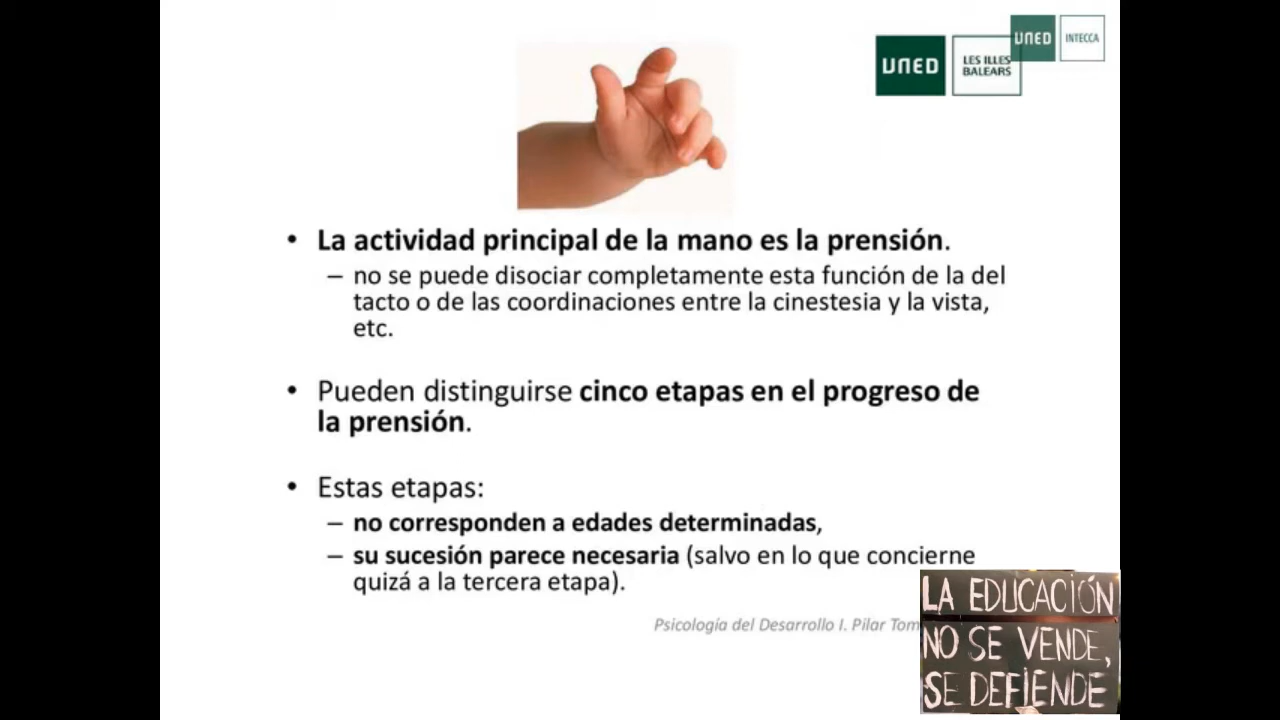 UNED
INTECCA
UNED
LES ILLES
BALEARS
• La actividad principal de la mano es la prensión.
– no se puede disociar completamente esta función de la del
tacto o de las coordinaciones entre la cinestesia y la vista,
etc.
• Pueden distinguirse cinco etapas en el progreso de
la prensión.
• Estas etapas:
– no corresponden a edades determinadas,
– su sucesión parece necesaria (salvo en lo que concierne
quizá a la tercera etapa).
Psicología del Desarrollo I. Pilar Tom
LA EDUCACIÓN
NO SE VENDE,
SE DEFIENDE